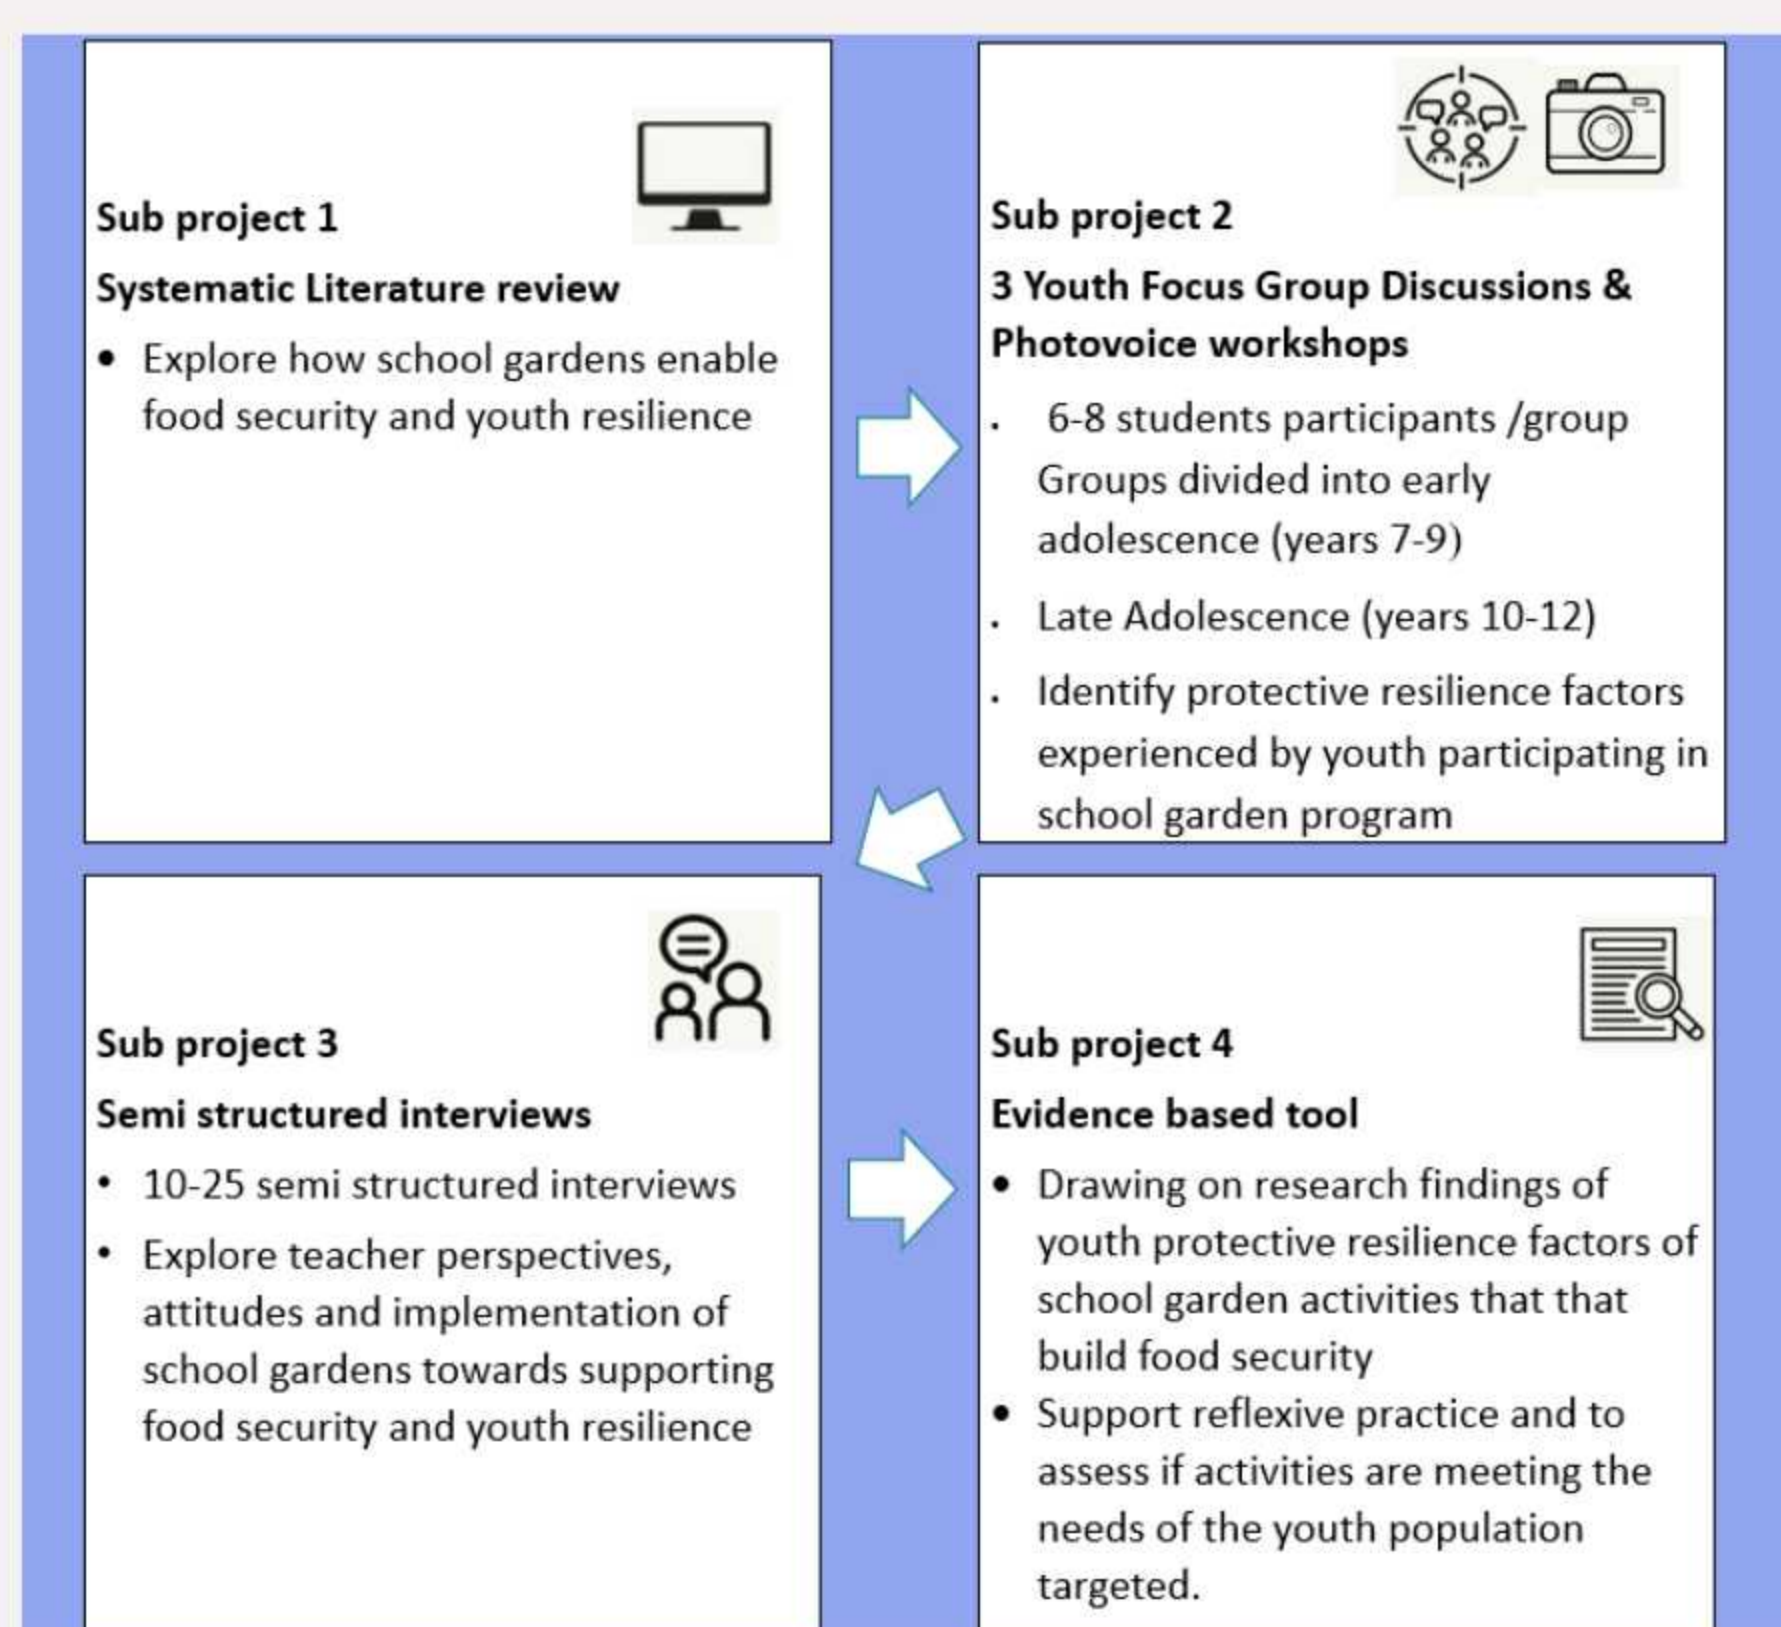 Sub project 1
Systematic Literature review
• Explore how school gardens enable
food security and youth resilience
Sub project 2
3 Youth Focus Group Discussions &
Photovoice workshops
. 6-8 students participants /group
Groups divided into early
adolescence (years 7-9)
. Late Adolescence (years 10-12)
. Identify protective resilience factors
experienced by youth participating in
school garden program
Sub project 3
Semi structured interviews
• 10-25 semi structured interviews
• Explore teacher perspectives,
attitudes and implementation of
school gardens towards supporting
food security and youth resilience
Sub project 4
Evidence based tool
• Drawing on research findings of
youth protective resilience factors of
school garden activities that that
build food security
• Support reflexive practice and to
assess if activities are meeting the
needs of the youth population
targeted.